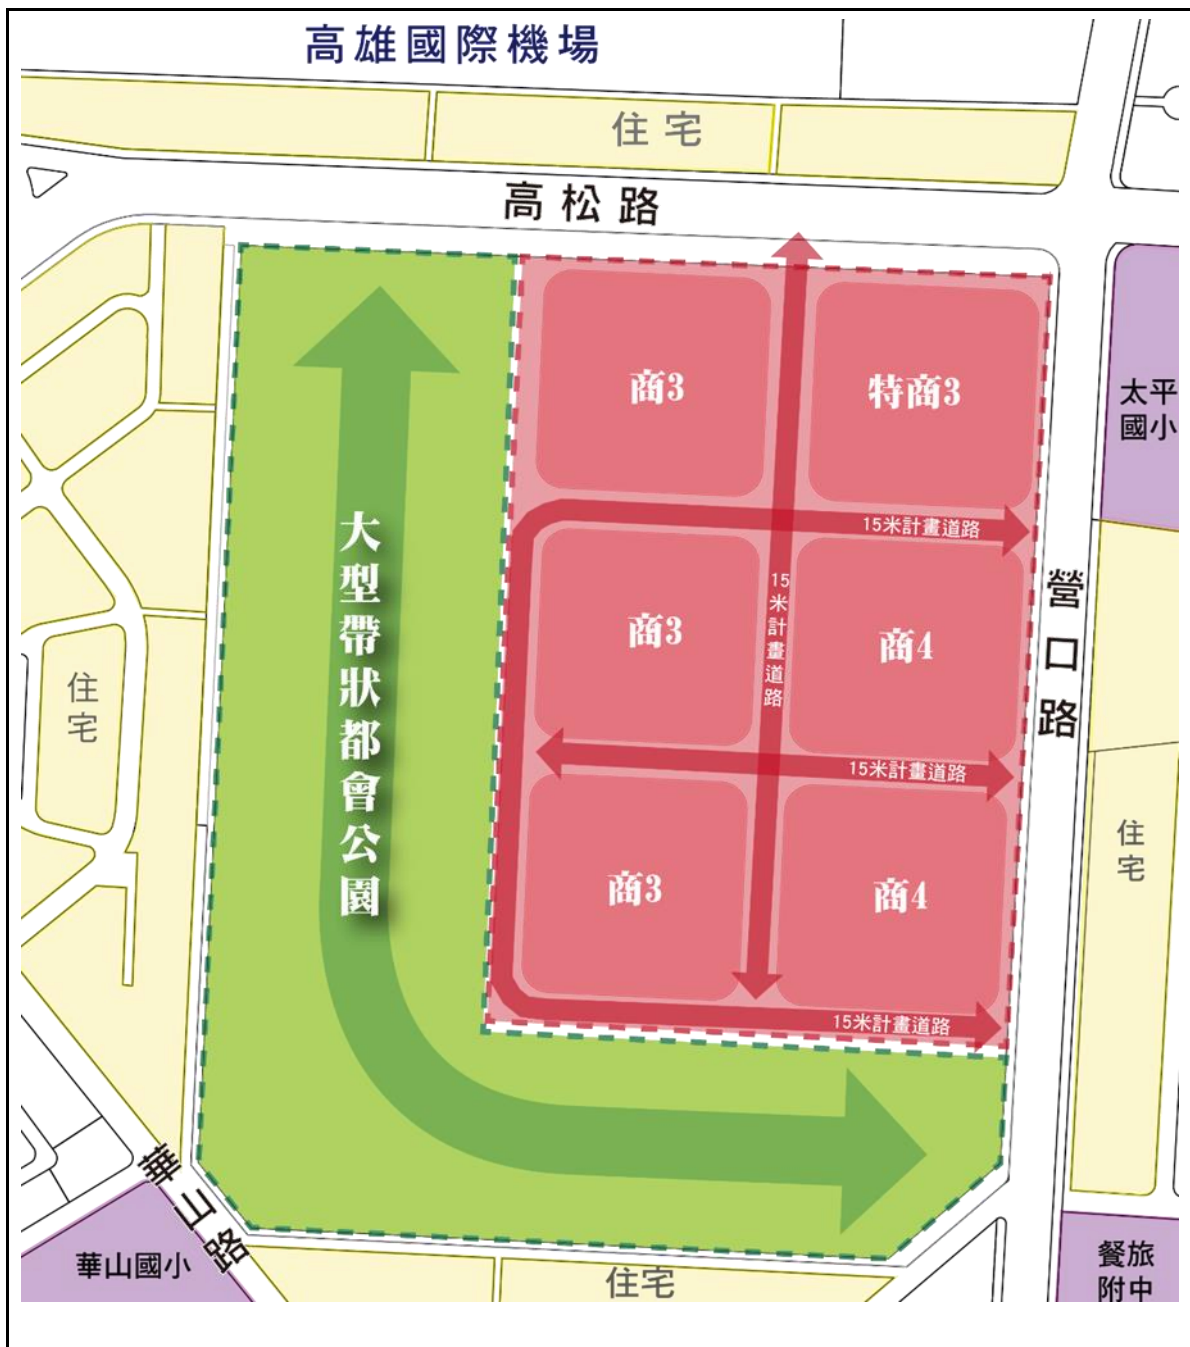 高雄國際機場
住宅
高松路
商3
特商3
太平
國小
15米計畫道路
大型帶狀都會公園
15米計畫道路
營口路
商3
商4
住宅
15米計畫道路
住宅
商3
商4
15米計畫道路
華山路
華山國小
住宅
餐旅
附中